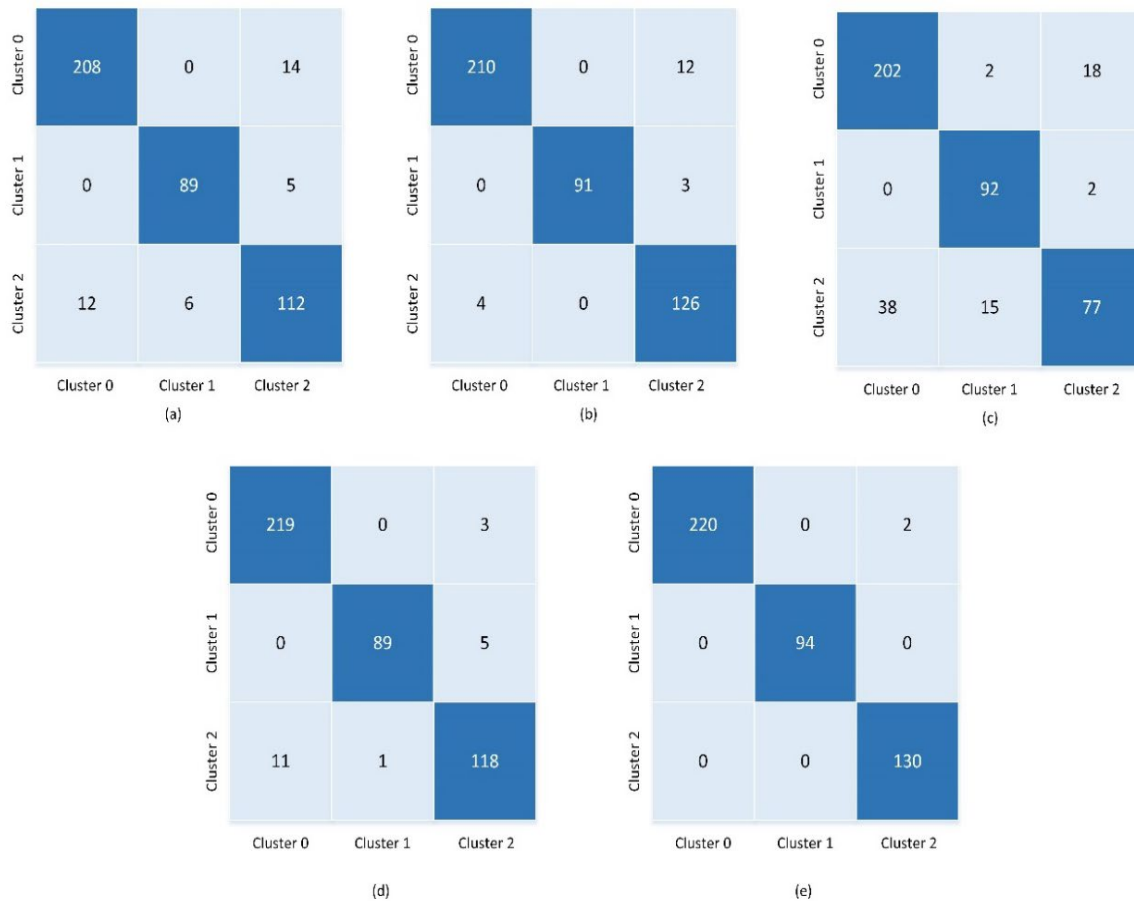 Cluster 0
208 0 14
Cluster 1
0 89 5
Cluster 2
12 6 112
Cluster 0 Cluster 1 Cluster 2
(a)
Cluster 0
210 0 12
Cluster 1
0 91 3
Cluster 2
4 0 126
Cluster 0 Cluster 1 Cluster 2
(b)
Cluster 0
202 2 18
Cluster 1
0 92 2
Cluster 2
38 15 77
Cluster 0 Cluster 1 Cluster 2
(c)
Cluster 0
219 0 3
Cluster 1
0 89 5
Cluster 2
11 1 118
Cluster 0 Cluster 1 Cluster 2
(d)
Cluster 0
220 0 2
Cluster 1
0 94 0
Cluster 2
0 0 130
Cluster 0 Cluster 1 Cluster 2
(e)